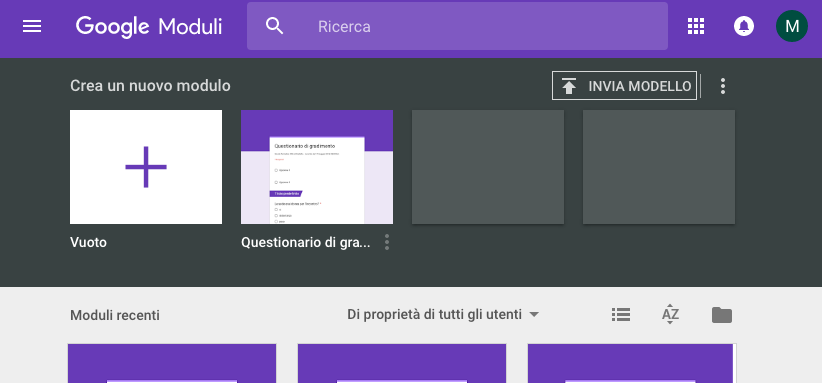 Google Moduli
Ricerca
M
Crea un nuovo modulo
INVIA MODELLO
Questionario di gradimento
Vuoto
Questionario di gra...
Moduli recenti
Di proprietà di tutti gli utenti
AZ